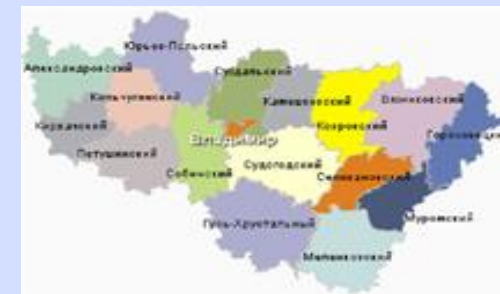 Юрьев-Польский
Александровский
Суздальский
Кольчугинский
Камешковский
Вязниковский
Киржачский
Ковровский
Гороховецкий
Владимир
Петушинский
Собинский
Судогодский
Селивановский
Гусь-Хрустальный
Муромский
Меленковский